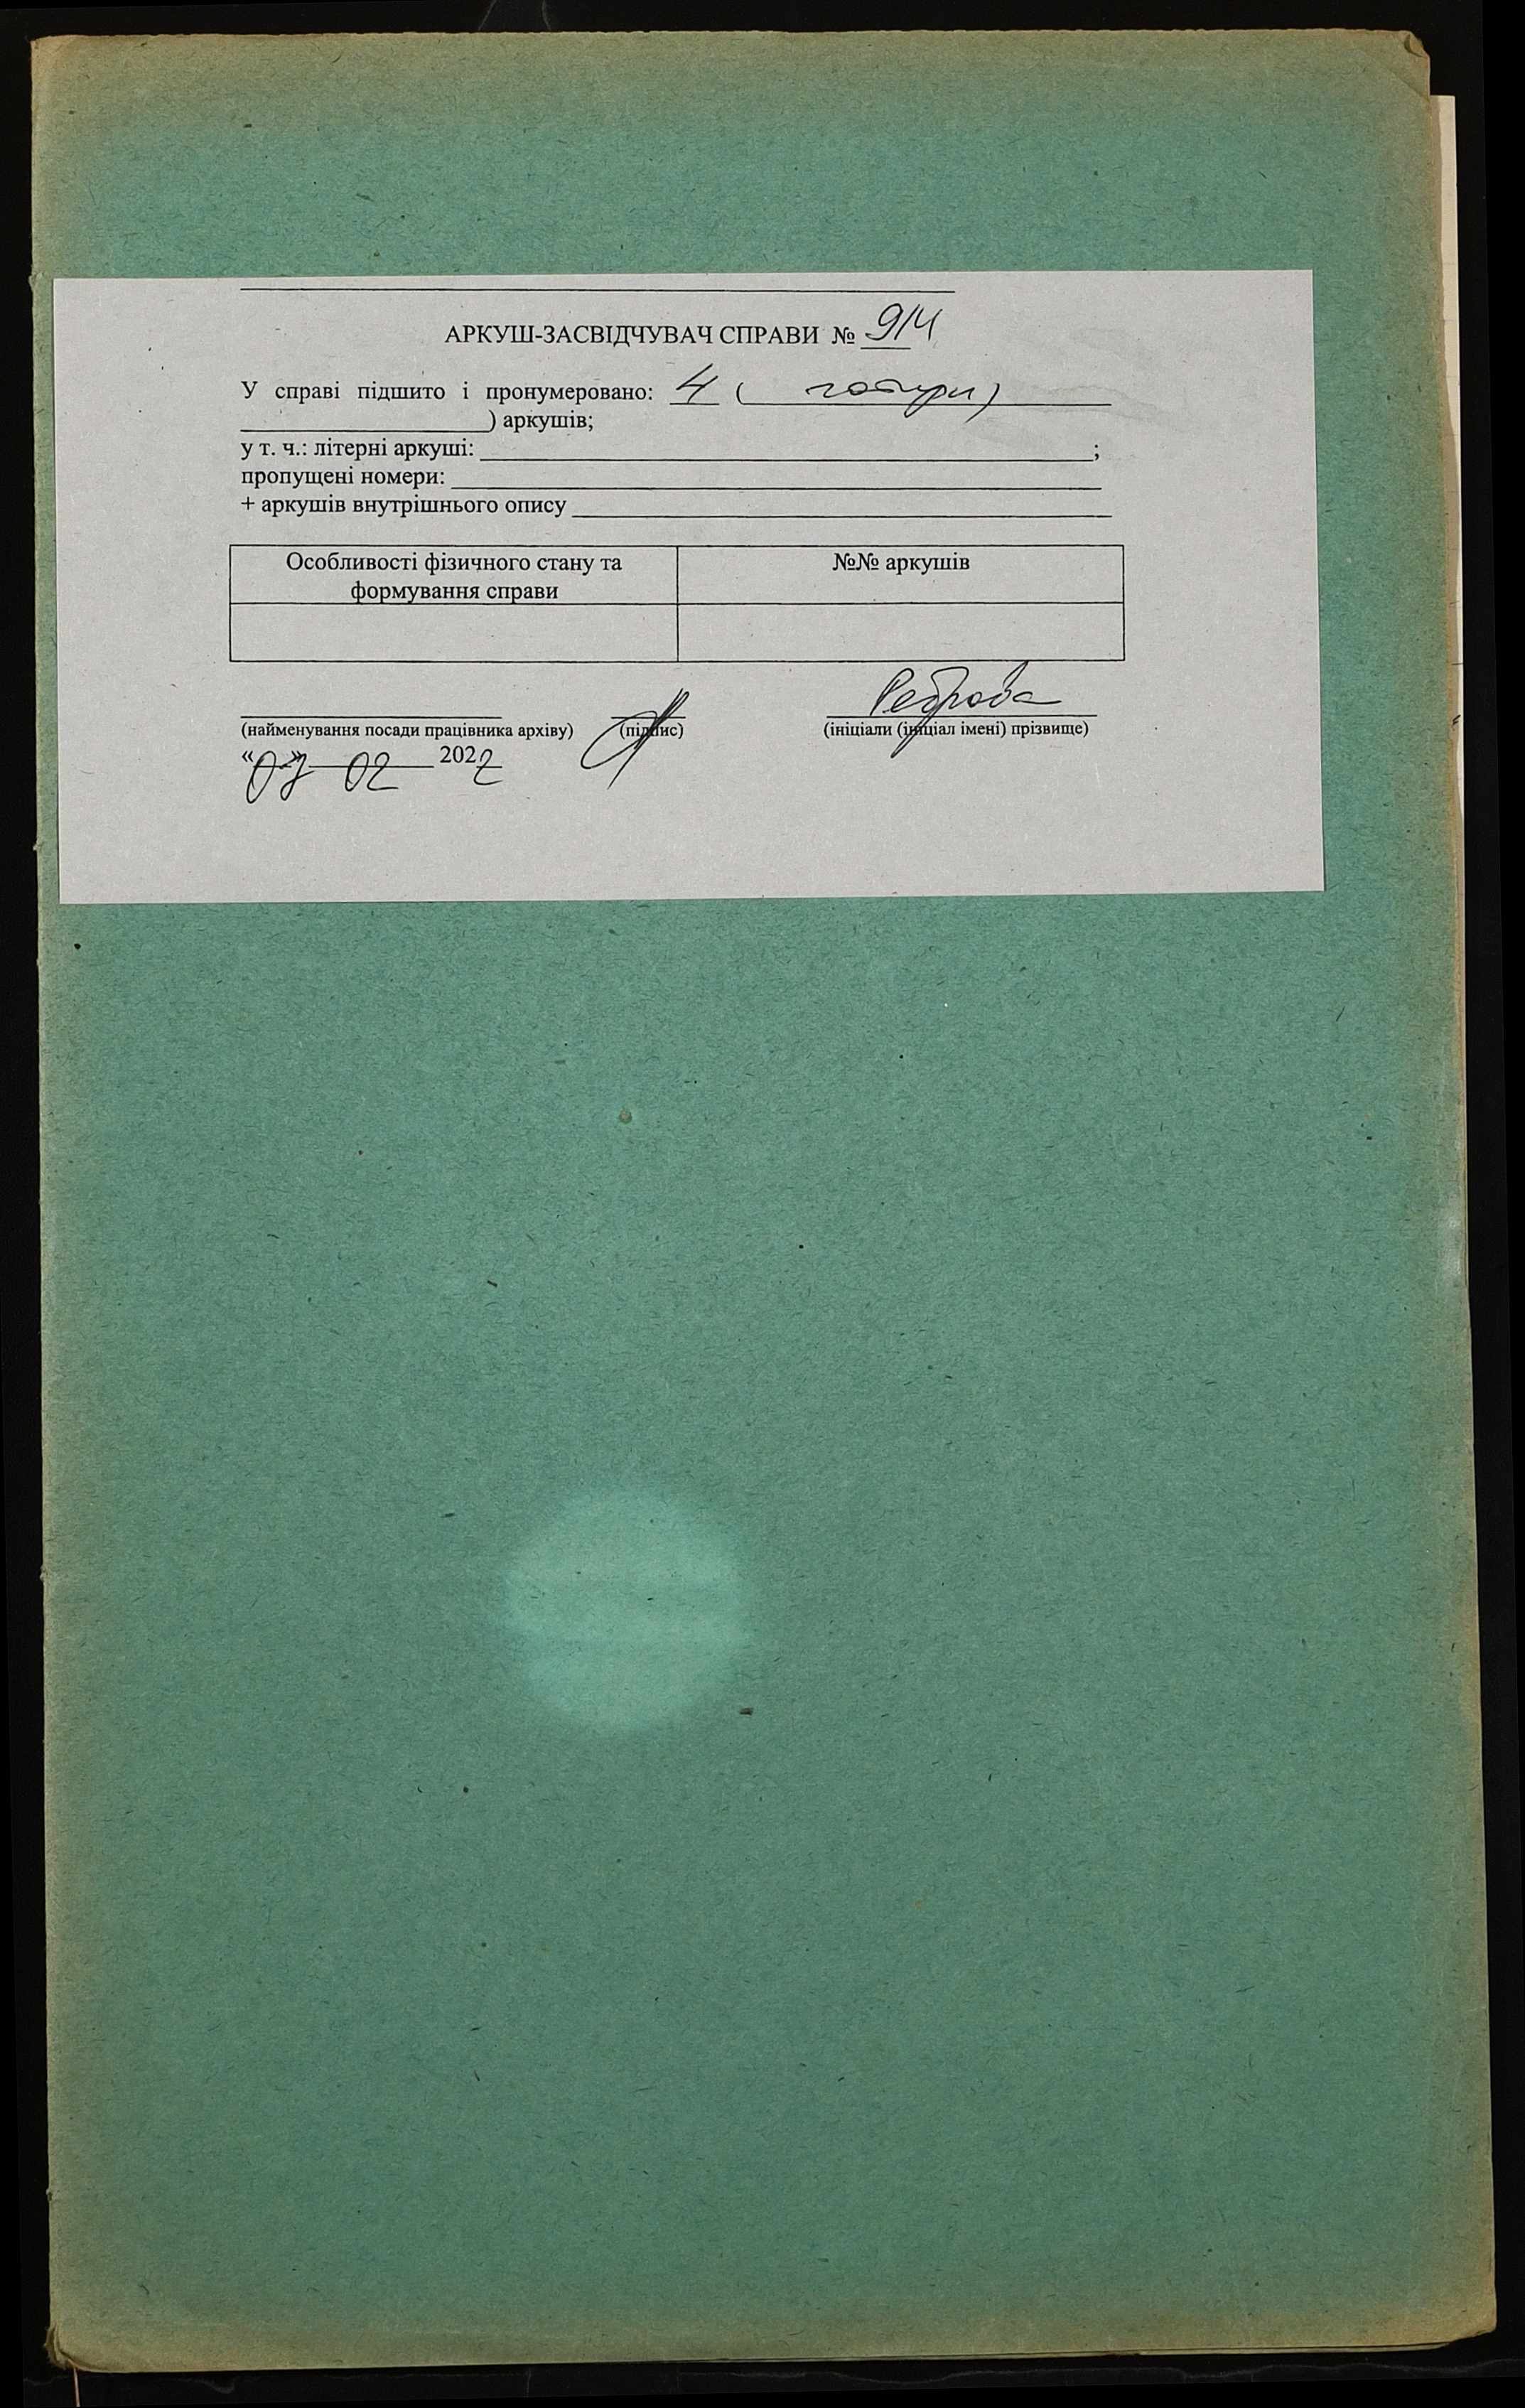 АРКУШ-ЗАСВІДЧУВАЧ СПРАВИ № 914
У справі підшито і пронумеровано: 4 ( чотири)
) аркушів;
у т. ч.: літерні аркуші: ;
пропущені номери:
+ аркушів внутрішнього опису
Особливості фізичного стану та формування справи
№№ аркушів
Реброва
(найменування посади працівника архіву) (підпис) (ініціали (ініціал імені) прізвище)
«07» 02 2022